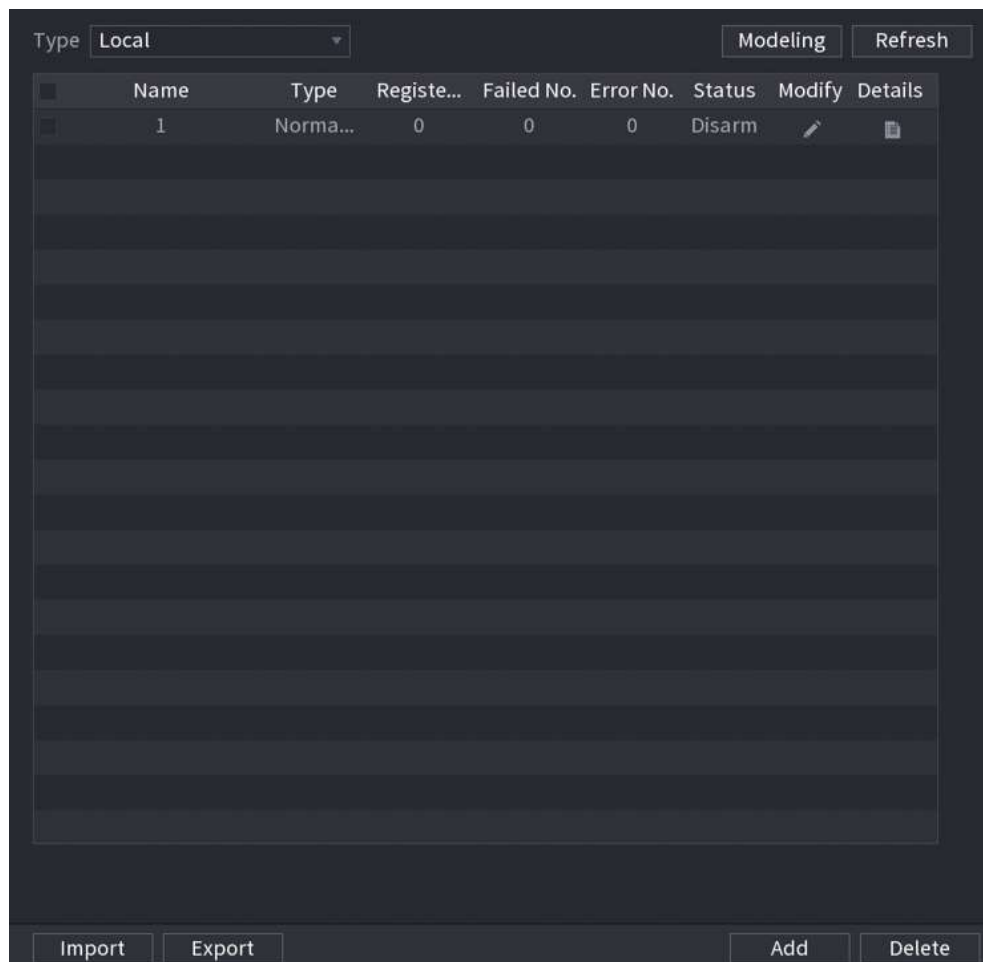 Type Local Modeling Refresh
Name Type Registe... Failed No. Error No. Status Modify Details
1 Norma... 0 0 0 Disarm
Import Export Add Delete